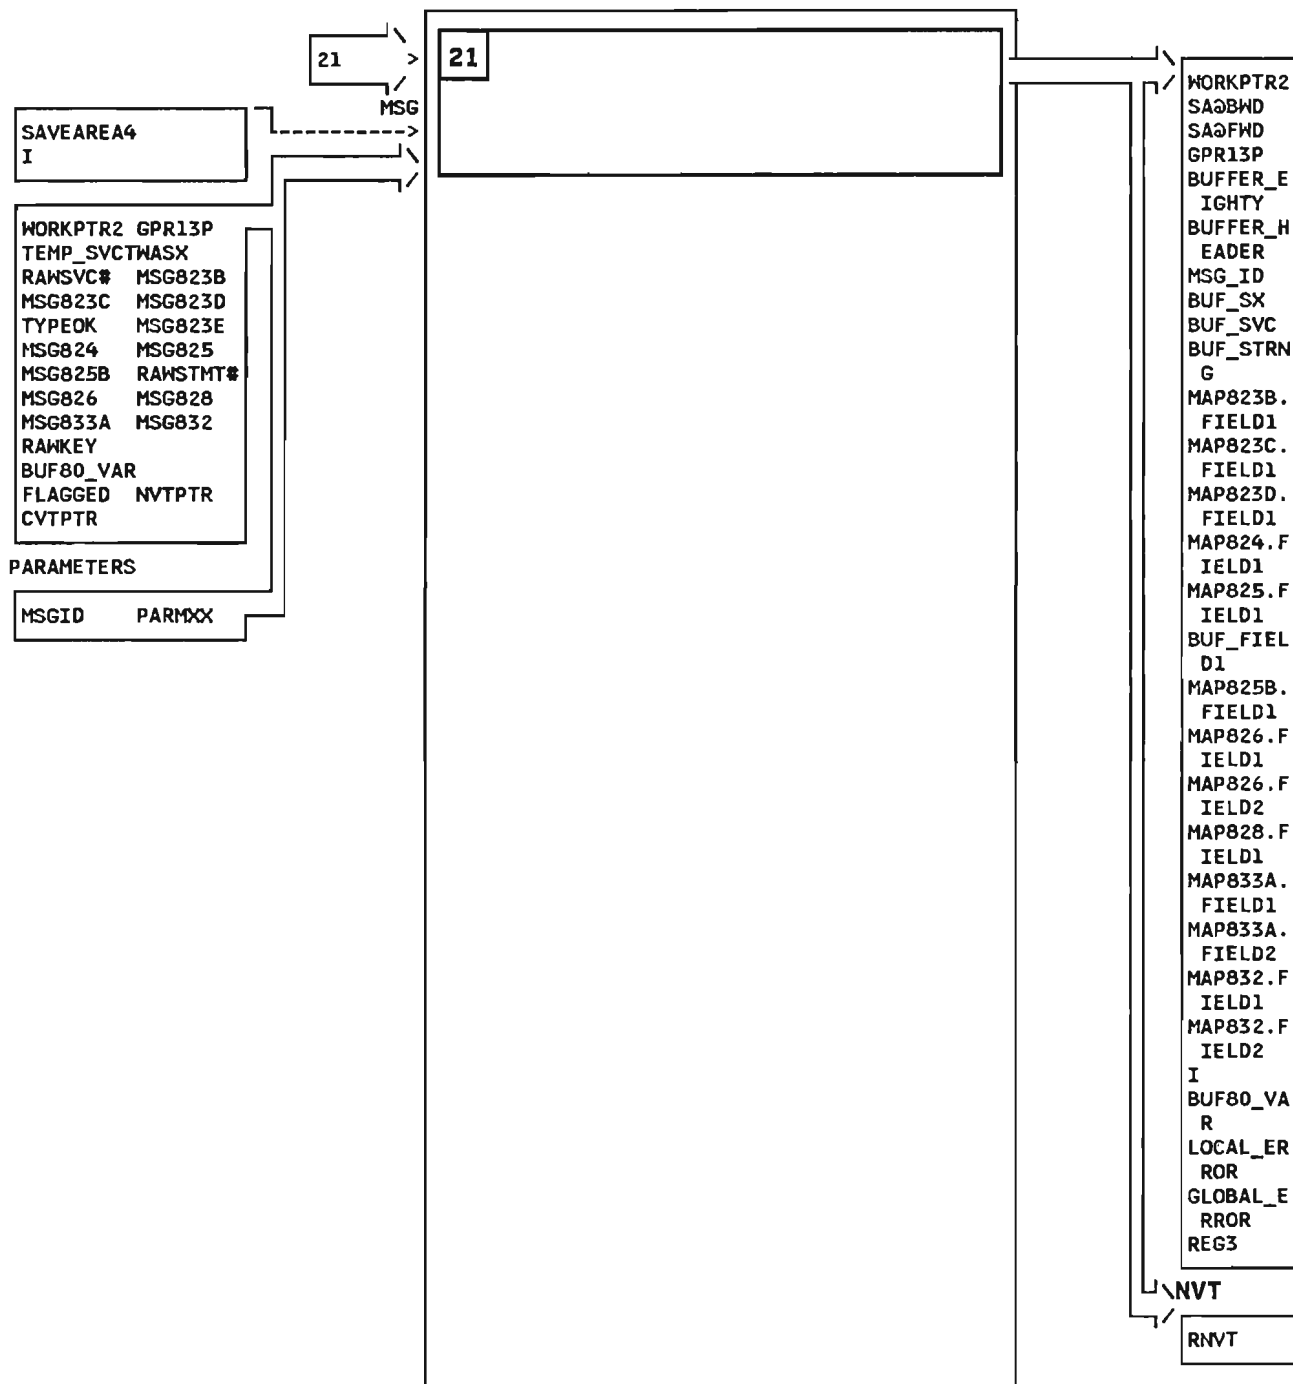 21
21
MSG
SAVEAREA4
I
WORKPTR2 GPR13P
TEMP_SVCTWASX
RAWSVC# MSG823B
MSG823C MSG823D
TYPEOK MSG823E
MSG824 MSG825
MSG825B RAWSTMT#
MSG826 MSG828
MSG833A MSG832
RAWKEY
BUF80_VAR
FLAGGED NVTPTR
CVTPTR
PARAMETERS
MSGID PARMXX
WORKPTR2
SA@BWD
SA@FWD
GPR13P
BUFFER_E
IGHTY
BUFFER_H
EADER
MSG_ID
BUF_SX
BUF_SVC
BUF_STRN
G
MAP823B.
FIELD1
MAP823C.
FIELD1
MAP823D.
FIELD1
MAP824.F
IELD1
MAP825.F
IELD1
BUF_FIEL
D1
MAP825B.
FIELD1
MAP826.F
IELD1
MAP826.F
IELD2
MAP828.F
IELD1
MAP833A.
FIELD1
MAP833A.
FIELD2
MAP832.F
IELD1
MAP832.F
IELD2
I
BUF80_VA
R
LOCAL_ER
ROR
GLOBAL_E
RROR
REG3
NVT
RNVT